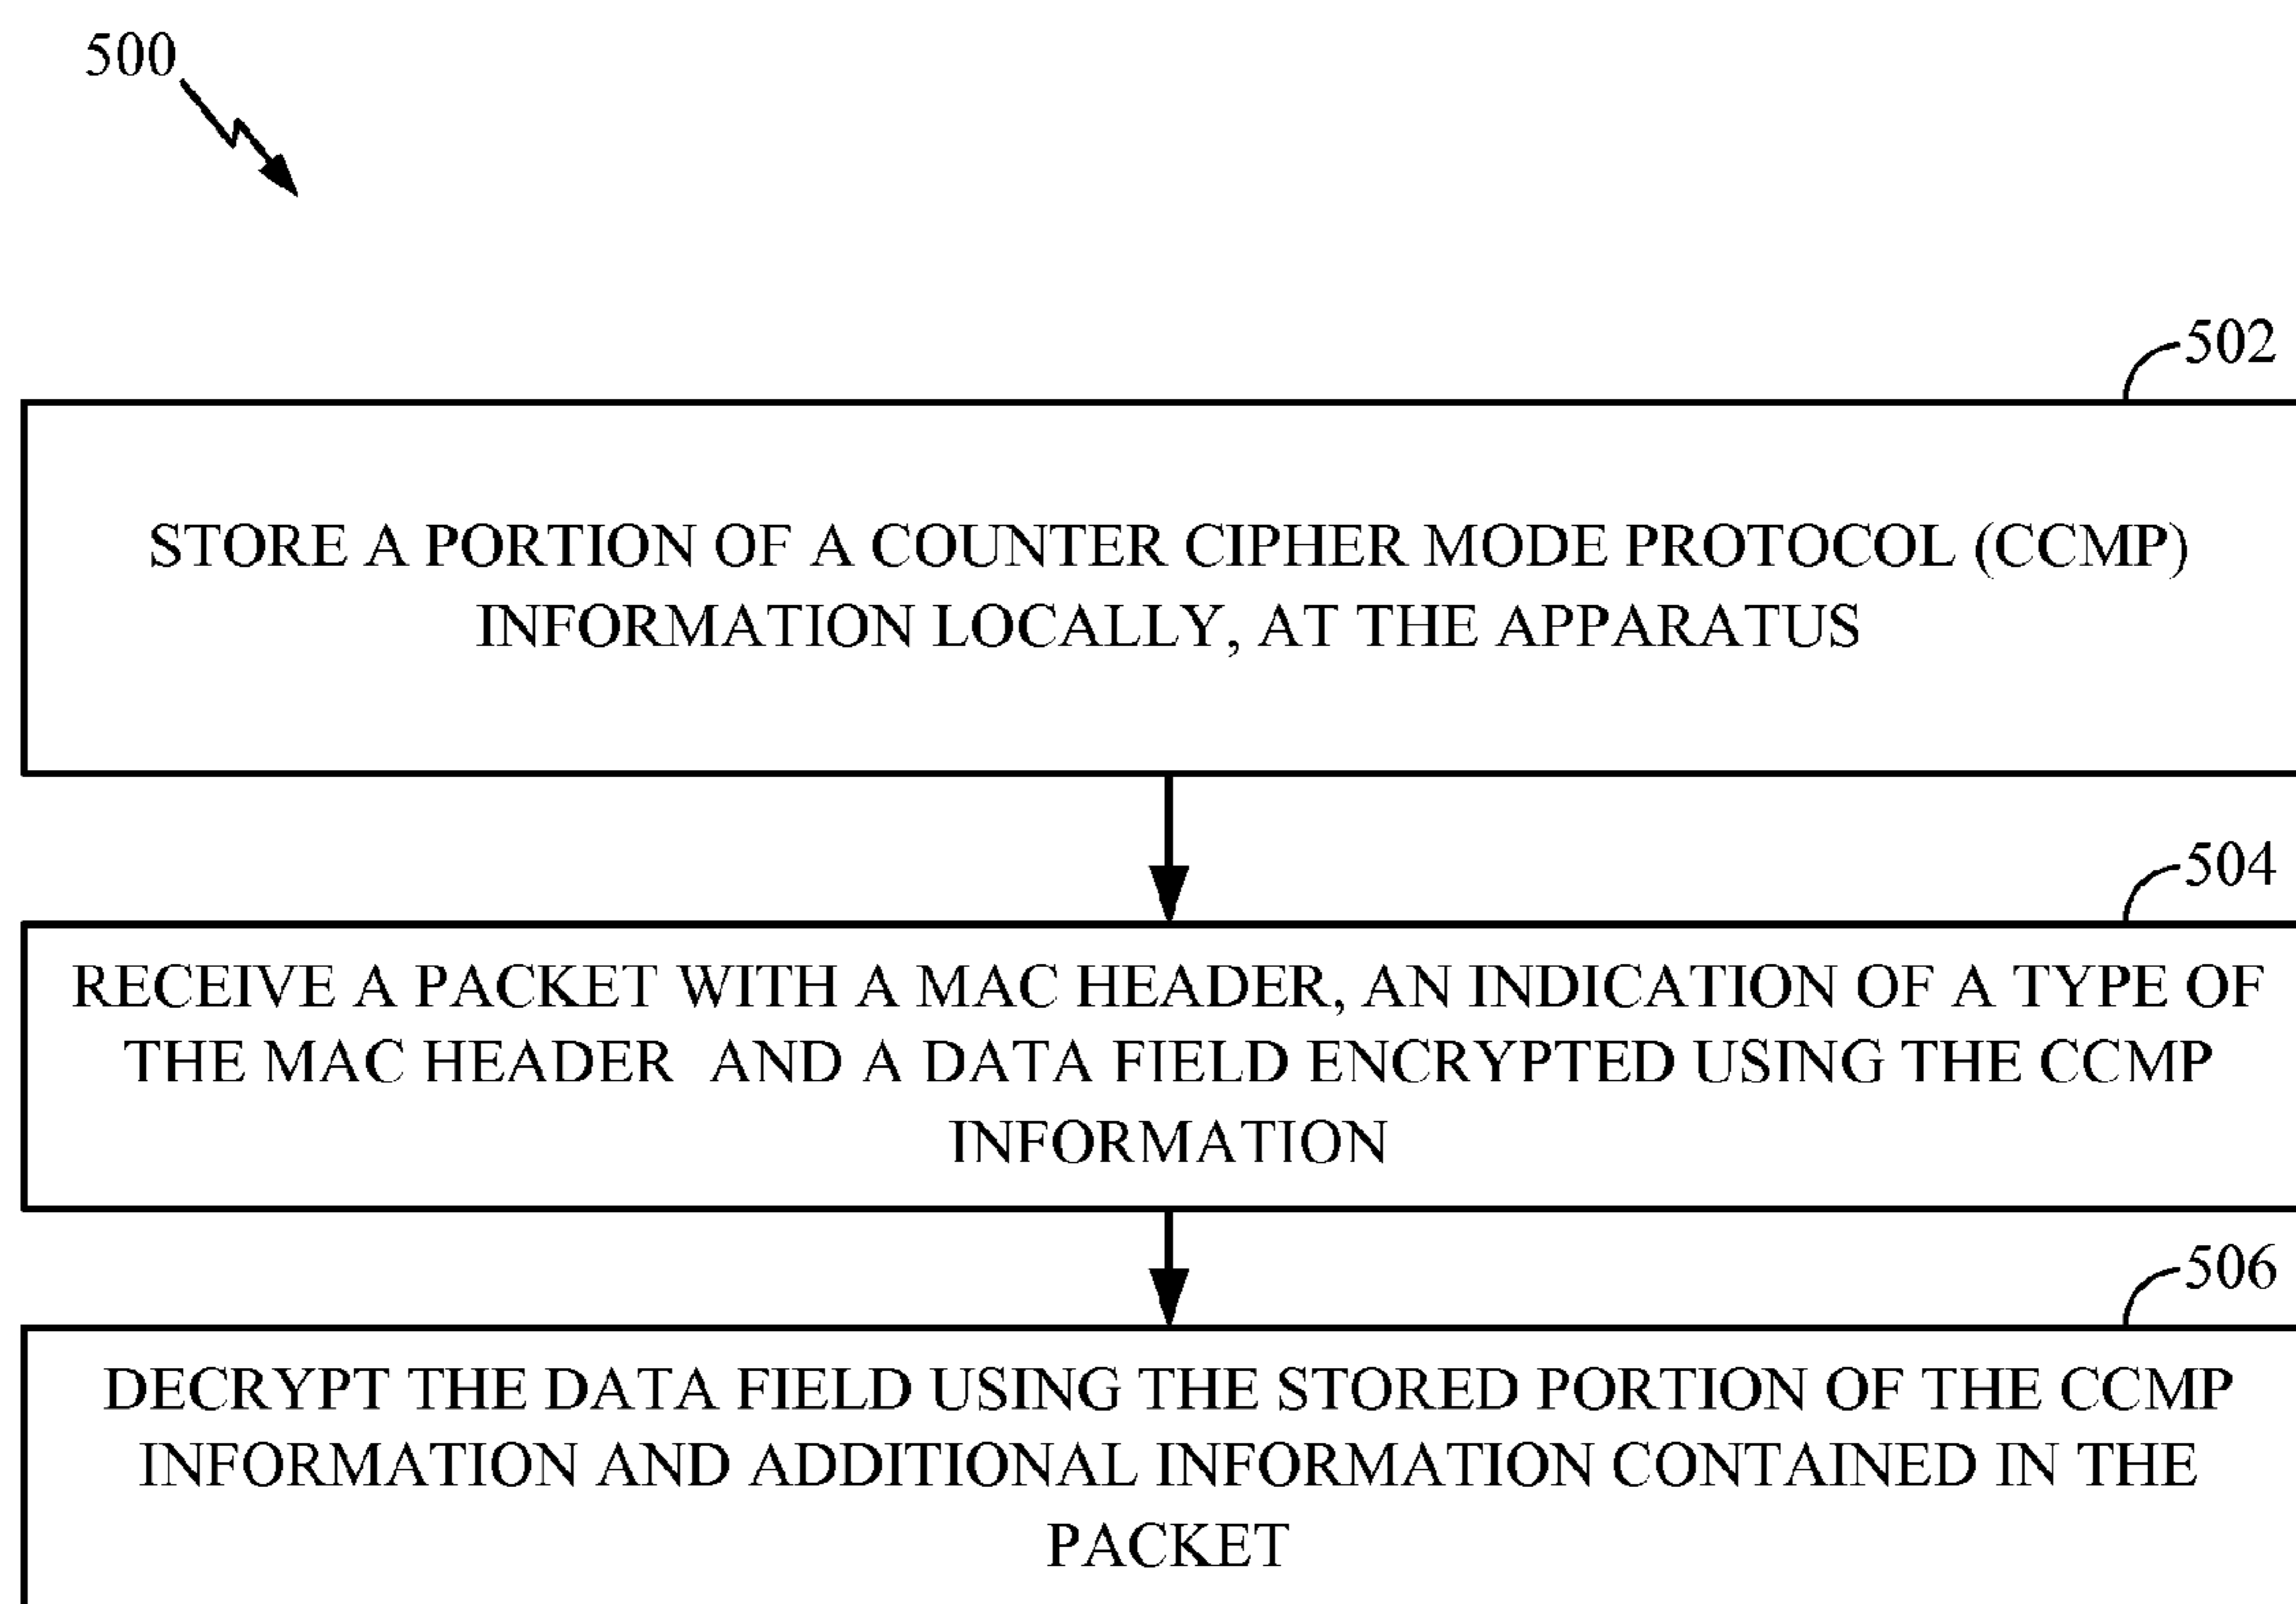 500
502
STORE A PORTION OF A COUNTER CIPHER MODE PROTOCOL (CCMP)
INFORMATION LOCALLY, AT THE APPARATUS
504
RECEIVE A PACKET WITH A MAC HEADER, AN INDICATION OF A TYPE OF
THE MAC HEADER AND A DATA FIELD ENCRYPTED USING THE CCMP
INFORMATION
506
DECRYPT THE DATA FIELD USING THE STORED PORTION OF THE CCMP
INFORMATION AND ADDITIONAL INFORMATION CONTAINED IN THE
PACKET